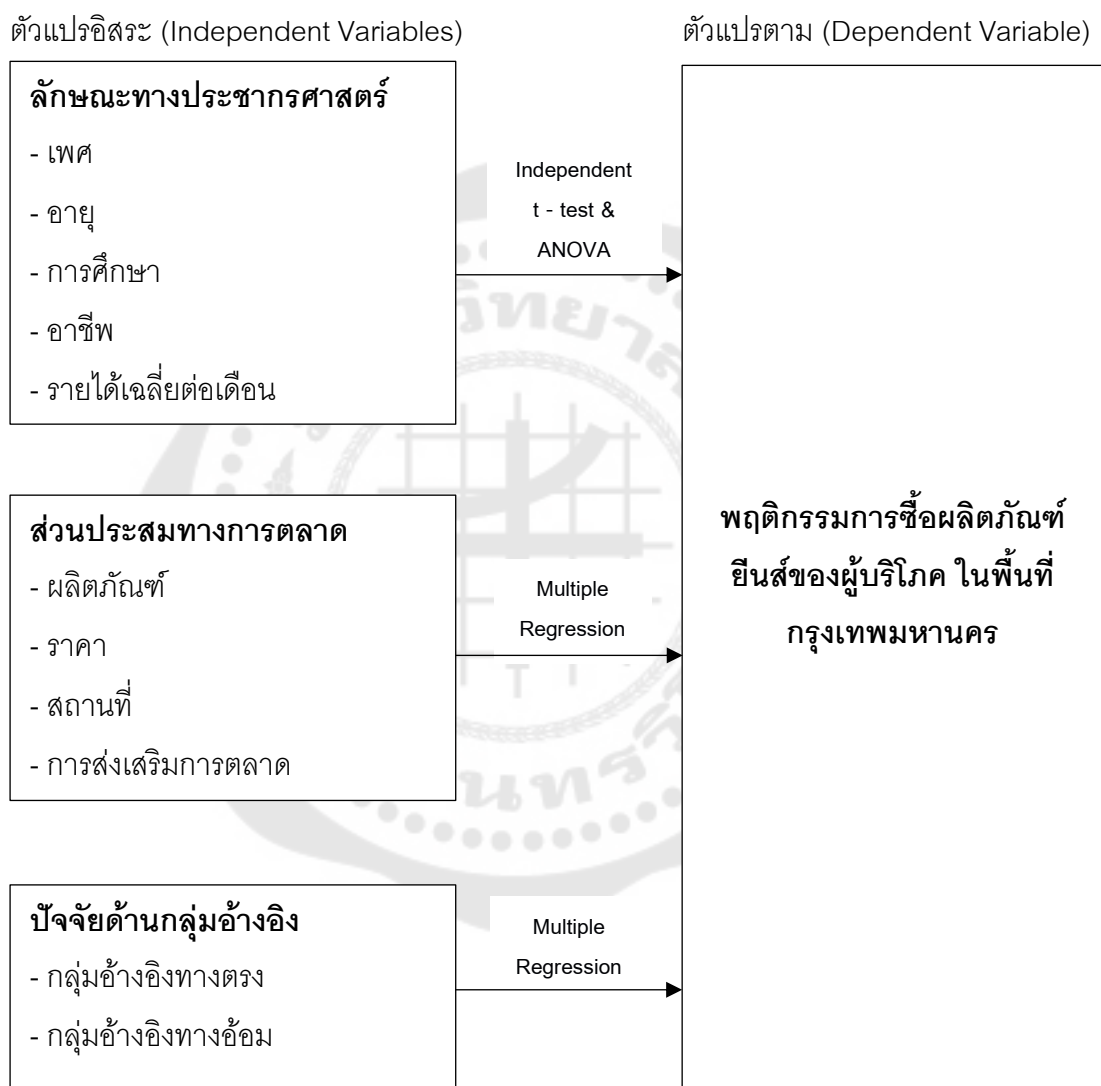 ตัวแปรอิสระ (Independent Variables)
ตัวแปรตาม (Dependent Variable)
ลักษณะทางประชากรศาสตร์
- เพศ
- อายุ
- การศึกษา
- อาชีพ
- รายได้เฉลี่ยต่อเดือน
Independent
t - test &
ANOVA
ส่วนประสมทางการตลาด
- ผลิตภัณฑ์
- ราคา
- สถานที่
- การส่งเสริมการตลาด
Multiple
Regression
ปัจจัยด้านกลุ่มอ้างอิง
- กลุ่มอ้างอิงทางตรง
- กลุ่มอ้างอิงทางอ้อม
Multiple
Regression
พฤติกรรมการซื้อผลิตภัณฑ์
ยีนส์ของผู้บริโภค ในพื้นที่
กรุงเทพมหานคร